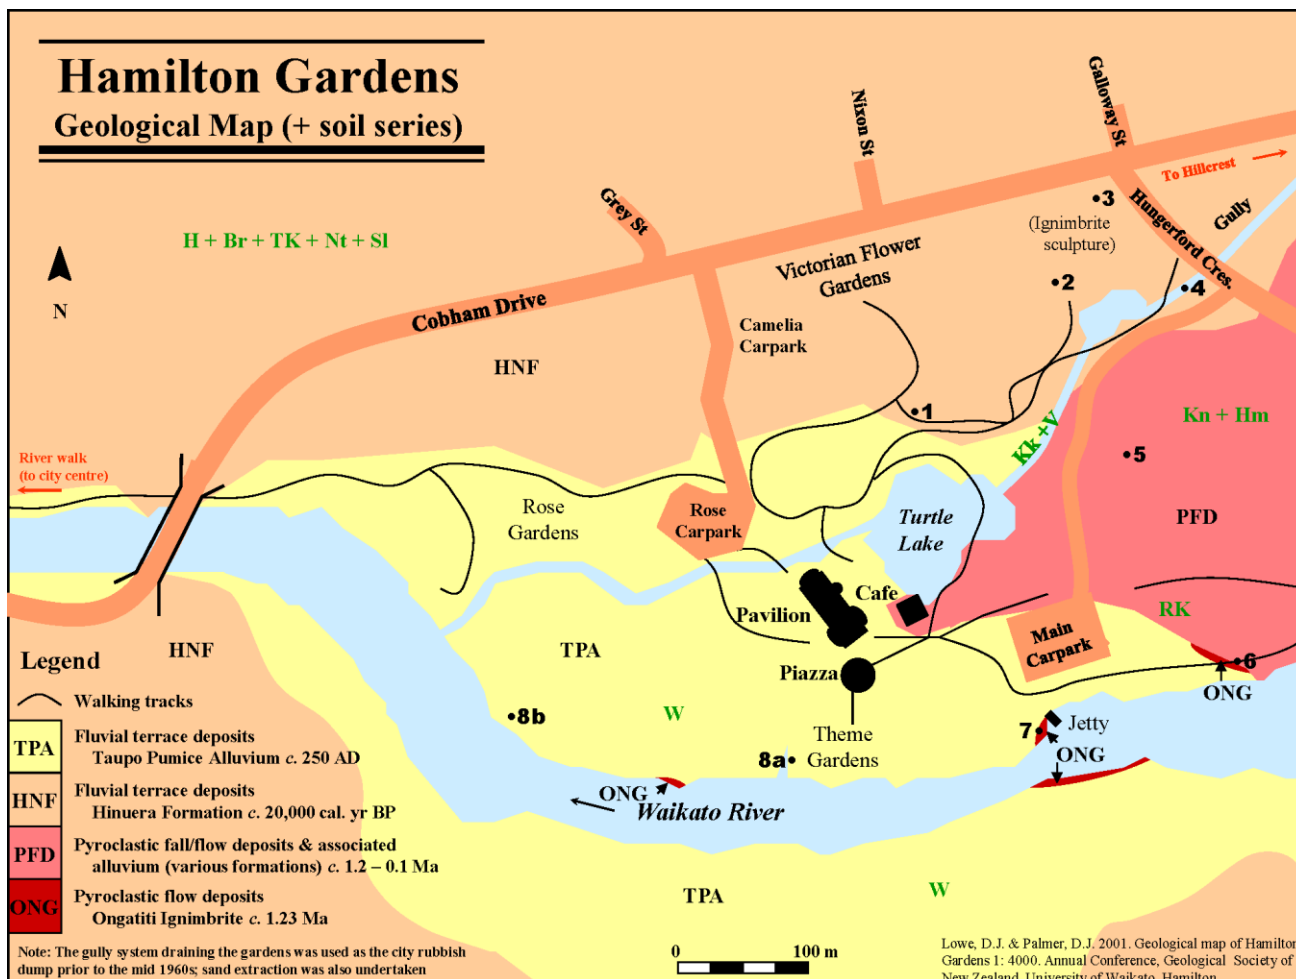 Hamilton Gardens
Geological Map (+ soil series)
Galloway St
Nixon St
To Hillcrest
Grey St
3
(Ignimbrite
sculpture)
Hungerford Cres.
Gully
H + Br + TK + Nt + Sl
Victorian Flower
Gardens
2
4
N
Cobham Drive
Camelia
Carpark
HNF
1
Kn + Hm
Kk +V
5
River walk
(to city centre)
Rose
Gardens
Rose
Carpark
Turtle
Lake
PFD
Cafe
Pavilion
RK
Main
Carpark
HNF
TPA
Legend
Piazza
6
ONG
Walking tracks
W
8b
Theme
Gardens
7
Jetty
TPA
Fluvial terrace deposits
Taupo Pumice Alluvium c. 250 AD
8a
ONG
ONG
Waikato River
HNF
Fluvial terrace deposits
Hinuera Formation c. 20,000 cal. yr BP
PFD
Pyroclastic fall/flow deposits & associated
alluvium (various formations) c. 1.2 – 0.1 Ma
ONG
Pyroclastic flow deposits
Ongatiti Ignimbrite c. 1.23 Ma
TPA
W
0
100 m
Note: The gully system draining the gardens was used as the city rubbish
dump prior to the mid 1960s; sand extraction was also undertaken
Lowe, D.J. & Palmer, D.J. 2001. Geological map of Hamilton
Gardens 1: 4000. Annual Conference, Geological Society of
New Zealand, University of Waikato, Hamilton